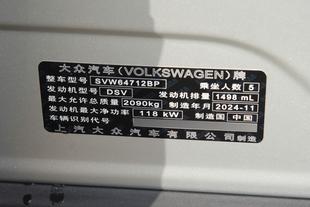 大众汽车(VOLKSWAGEN)牌
整车型号 SVW64712BP 乘坐人数 5
发动机型号 DSV 发动机排量 1498 mL
最大允许总质量 2090kg 制造年月 2024-11
发动机最大净功率 118 kW 制造国 中国
车辆识别代号
上汽大众汽车有限公司制造